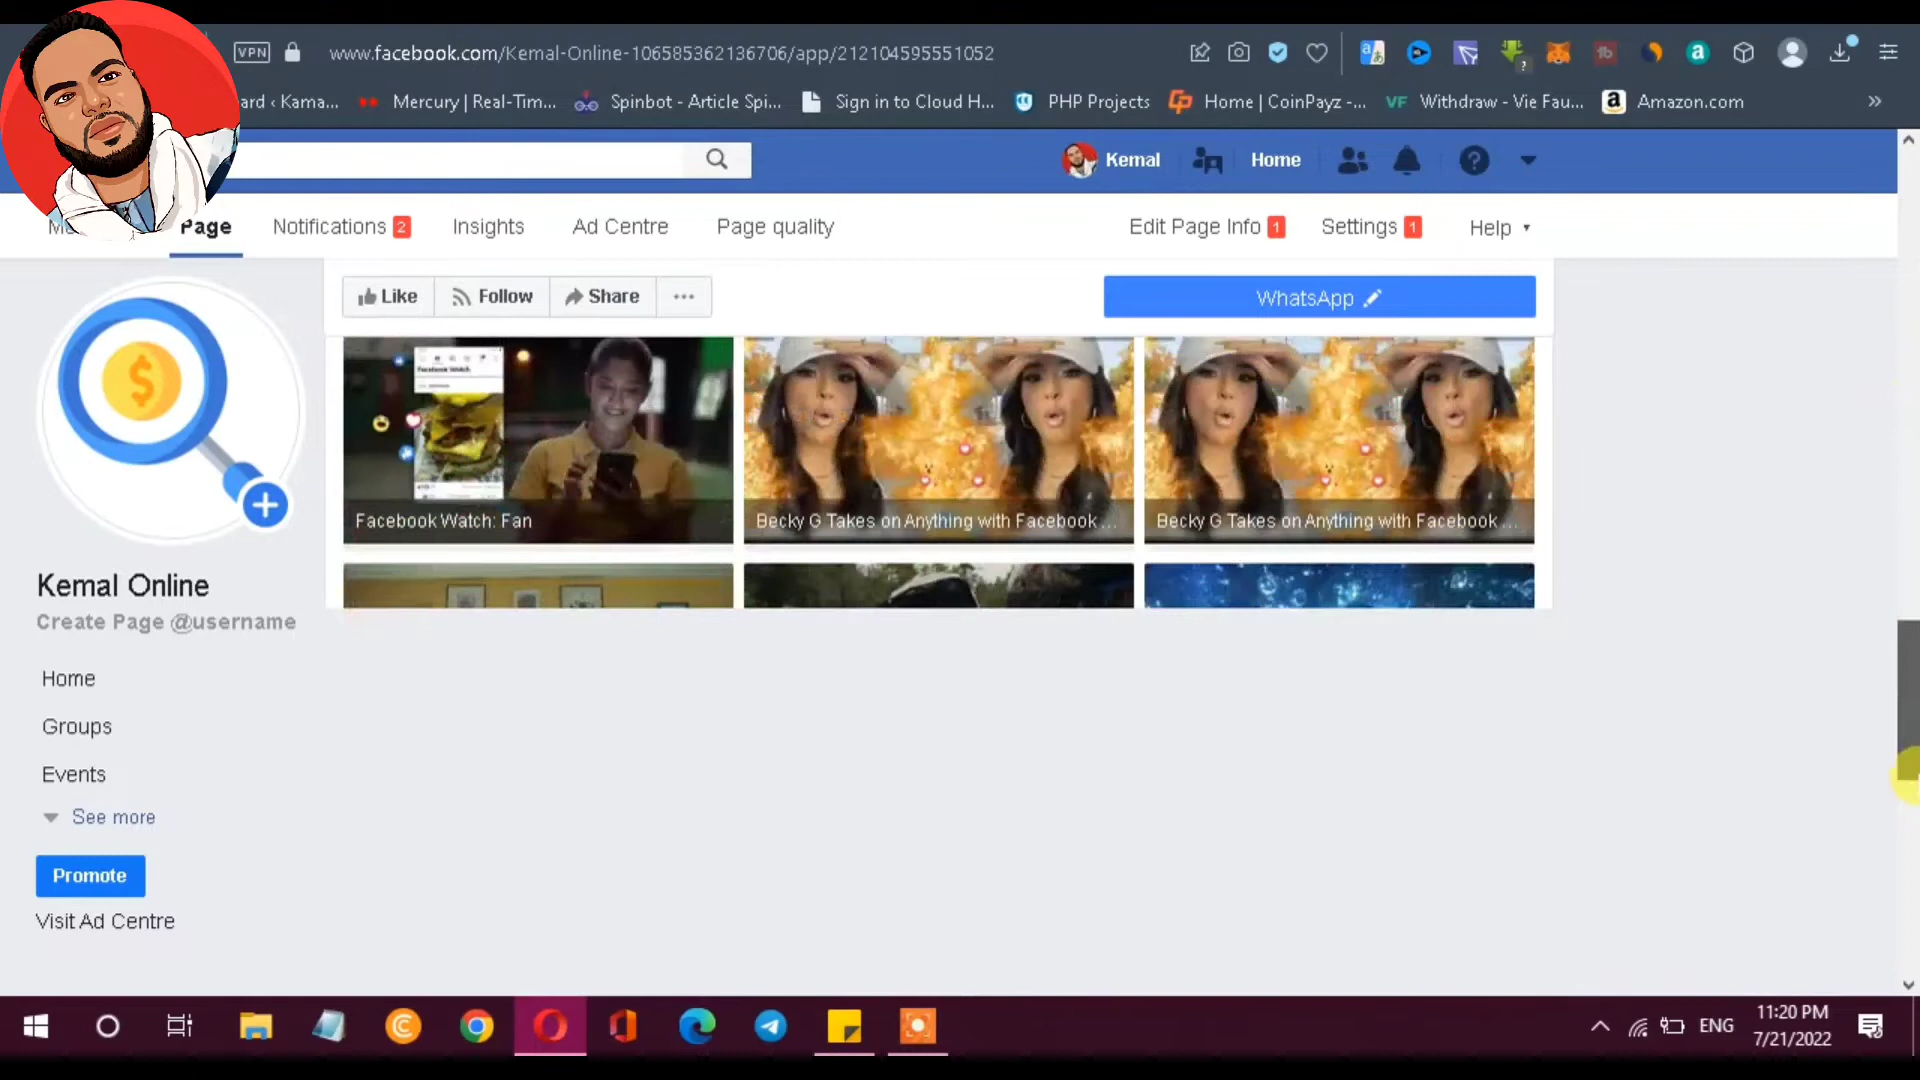 VPN
www.facebook.com/Kemal-Online-106585362136706/app/212104595551052
ard ‹ Kama...
Mercury | Real-Tim...
Spinbot - Article Spi...
Sign in to Cloud H...
PHP Projects
Home | CoinPayz -...
VF Withdraw - Vie Fau...
Amazon.com
»
Kemal
Home
Page
Notifications 2
Insights
Ad Centre
Page quality
Edit Page Info 1
Settings 1
Help
Like
Follow
Share
...
WhatsApp
Facebook Watch
Facebook Watch: Fan
Becky G Takes on Anything with Facebook ...
Becky G Takes on Anything with Facebook ...
Kemal Online
Create Page @username
Home
Groups
Events
See more
Promote
Visit Ad Centre
ENG
11:20 PM
7/21/2022